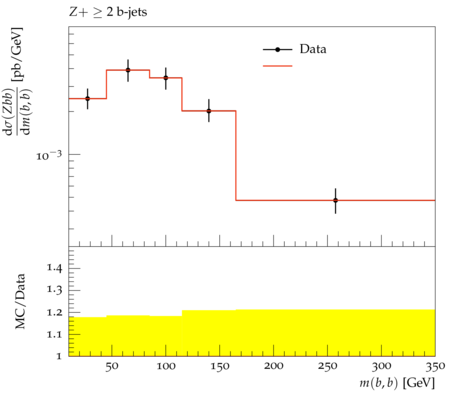 Z+ ≥ 2 b-jets
Data
dσ(Zbb)/dm(b,b) [pb/GeV]
10⁻³
MC/Data
1.4
1.3
1.2
1.1
1
50 100 150 200 250 300 350
m(b, b) [GeV]